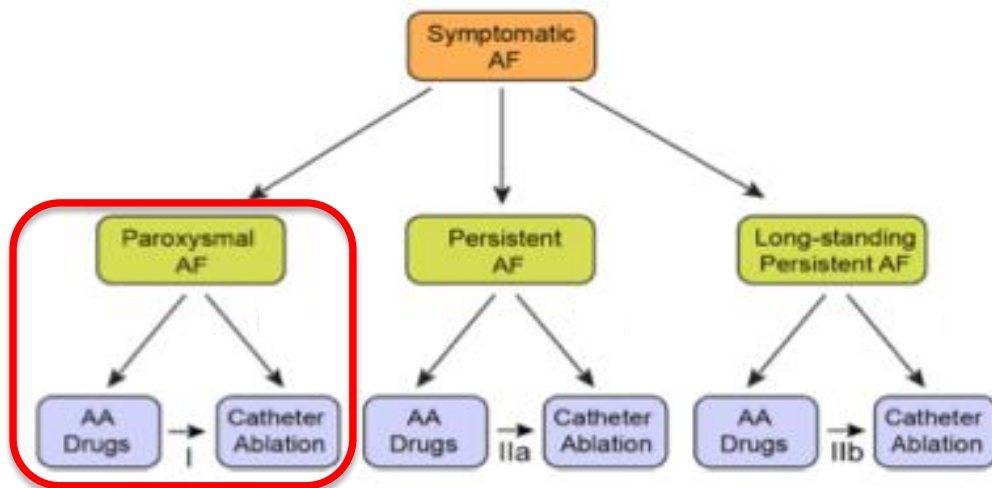 Symptomatic
AF
Paroxysmal
AF
Persistent
AF
Long-standing
Persistent AF
AA
Drugs
I
Catheter
Ablation
AA
Drugs
IIa
Catheter
Ablation
AA
Drugs
IIb
Catheter
Ablation